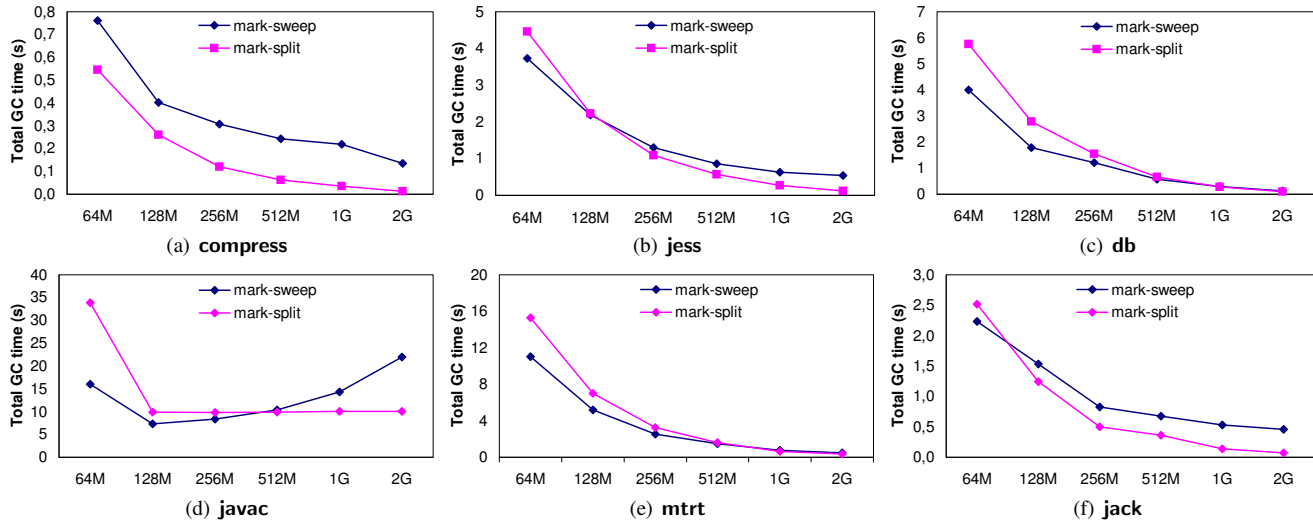 Total GC time (s)
0,8
0,7
0,6
0,5
0,4
0,3
0,2
0,1
0,0
mark-sweep
mark-split
64M 128M 256M 512M 1G 2G
(a) compress
Total GC time (s)
5
4
3
2
1
0
mark-sweep
mark-split
64M 128M 256M 512M 1G 2G
(b) jess
Total GC time (s)
7
6
5
4
3
2
1
0
mark-sweep
mark-split
64M 128M 256M 512M 1G 2G
(c) db
Total GC time (s)
40
35
30
25
20
15
10
5
0
mark-sweep
mark-split
64M 128M 256M 512M 1G 2G
(d) javac
Total GC time (s)
20
16
12
8
4
0
mark-sweep
mark-split
64M 128M 256M 512M 1G 2G
(e) mtrt
Total GC time (s)
3,0
2,5
2,0
1,5
1,0
0,5
0,0
mark-sweep
mark-split
64M 128M 256M 512M 1G 2G
(f) jack